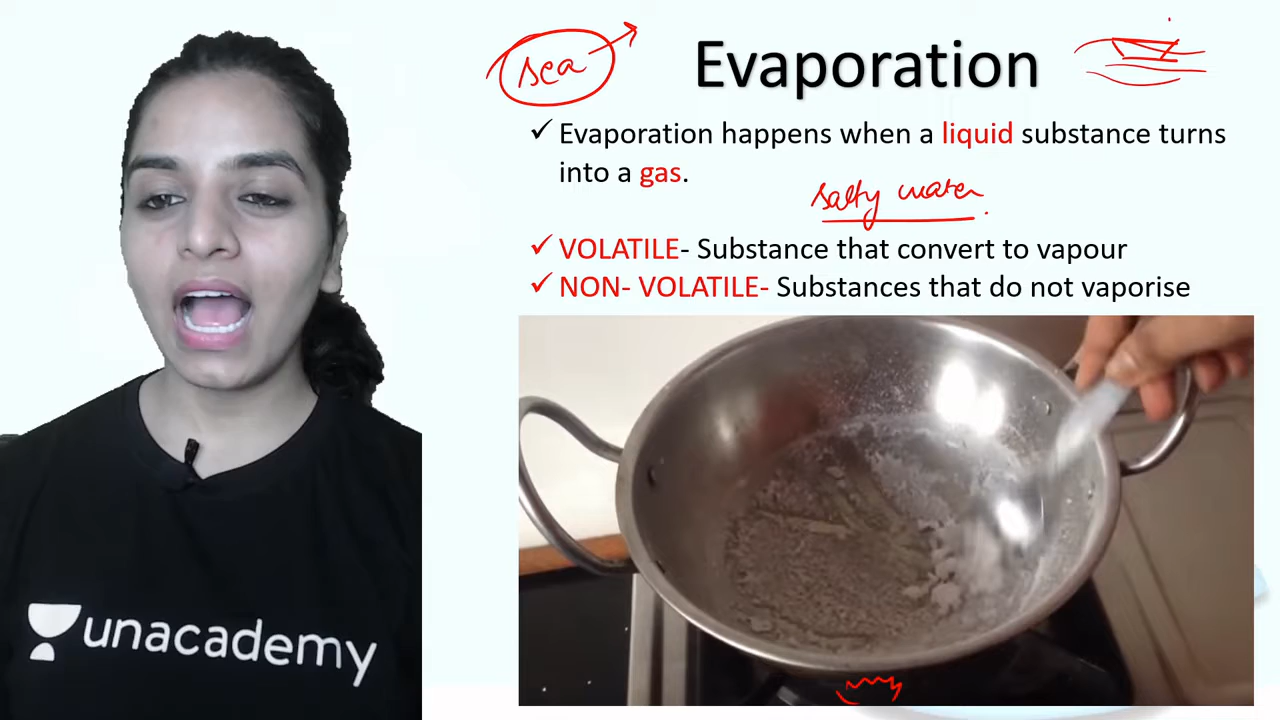 sea
Evaporation
✓ Evaporation happens when a liquid substance turns
into a gas.
salty water.
✓ VOLATILE- Substance that convert to vapour
✓ NON- VOLATILE- Substances that do not vaporise
unacademy